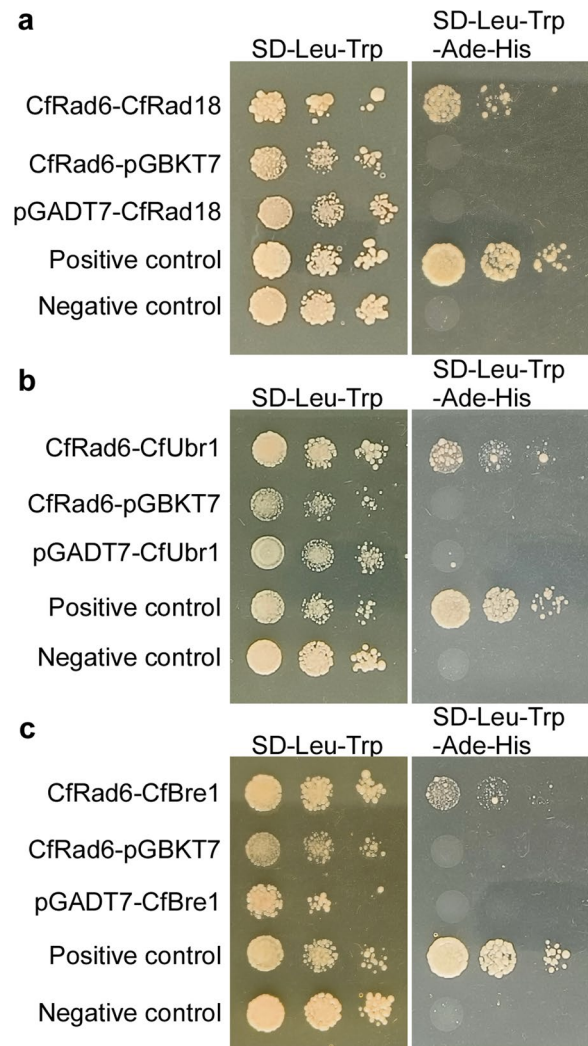 a
SD-Leu-Trp
SD-Leu-Trp
-Ade-His
CfRad6-CfRad18
CfRad6-pGBKT7
pGADT7-CfRad18
Positive control
Negative control
b
SD-Leu-Trp
SD-Leu-Trp
-Ade-His
CfRad6-CfUbr1
CfRad6-pGBKT7
pGADT7-CfUbr1
Positive control
Negative control
c
SD-Leu-Trp
SD-Leu-Trp
-Ade-His
CfRad6-CfBre1
CfRad6-pGBKT7
pGADT7-CfBre1
Positive control
Negative control